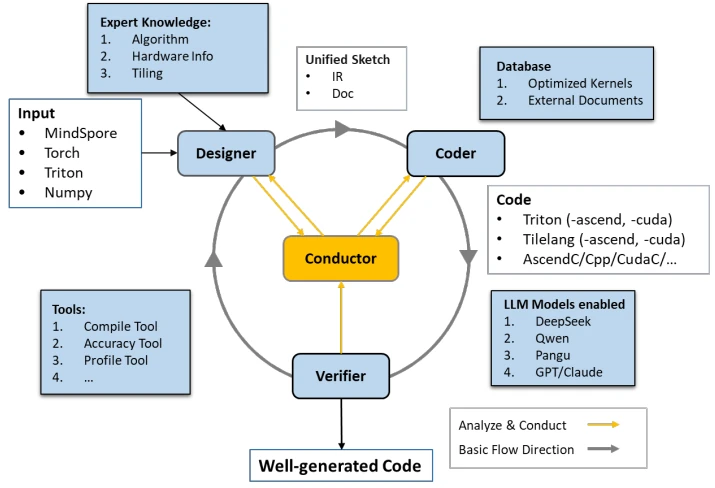 Expert Knowledge:
1. Algorithm
2. Hardware Info
3. Tiling
Unified Sketch
• IR
• Doc
Database
1. Optimized Kernels
2. External Documents
Input
• MindSpore
• Torch
• Triton
• Numpy
Designer
Coder
Code
• Triton (-ascend, -cuda)
• Tilelang (-ascend, -cuda)
• AscendC/Cpp/CudaC/…
Conductor
Tools:
1. Compile Tool
2. Accuracy Tool
3. Profile Tool
4. …
LLM Models enabled
1. DeepSeek
2. Qwen
3. Pangu
4. GPT/Claude
Verifier
Analyze & Conduct
Basic Flow Direction
Well-generated Code